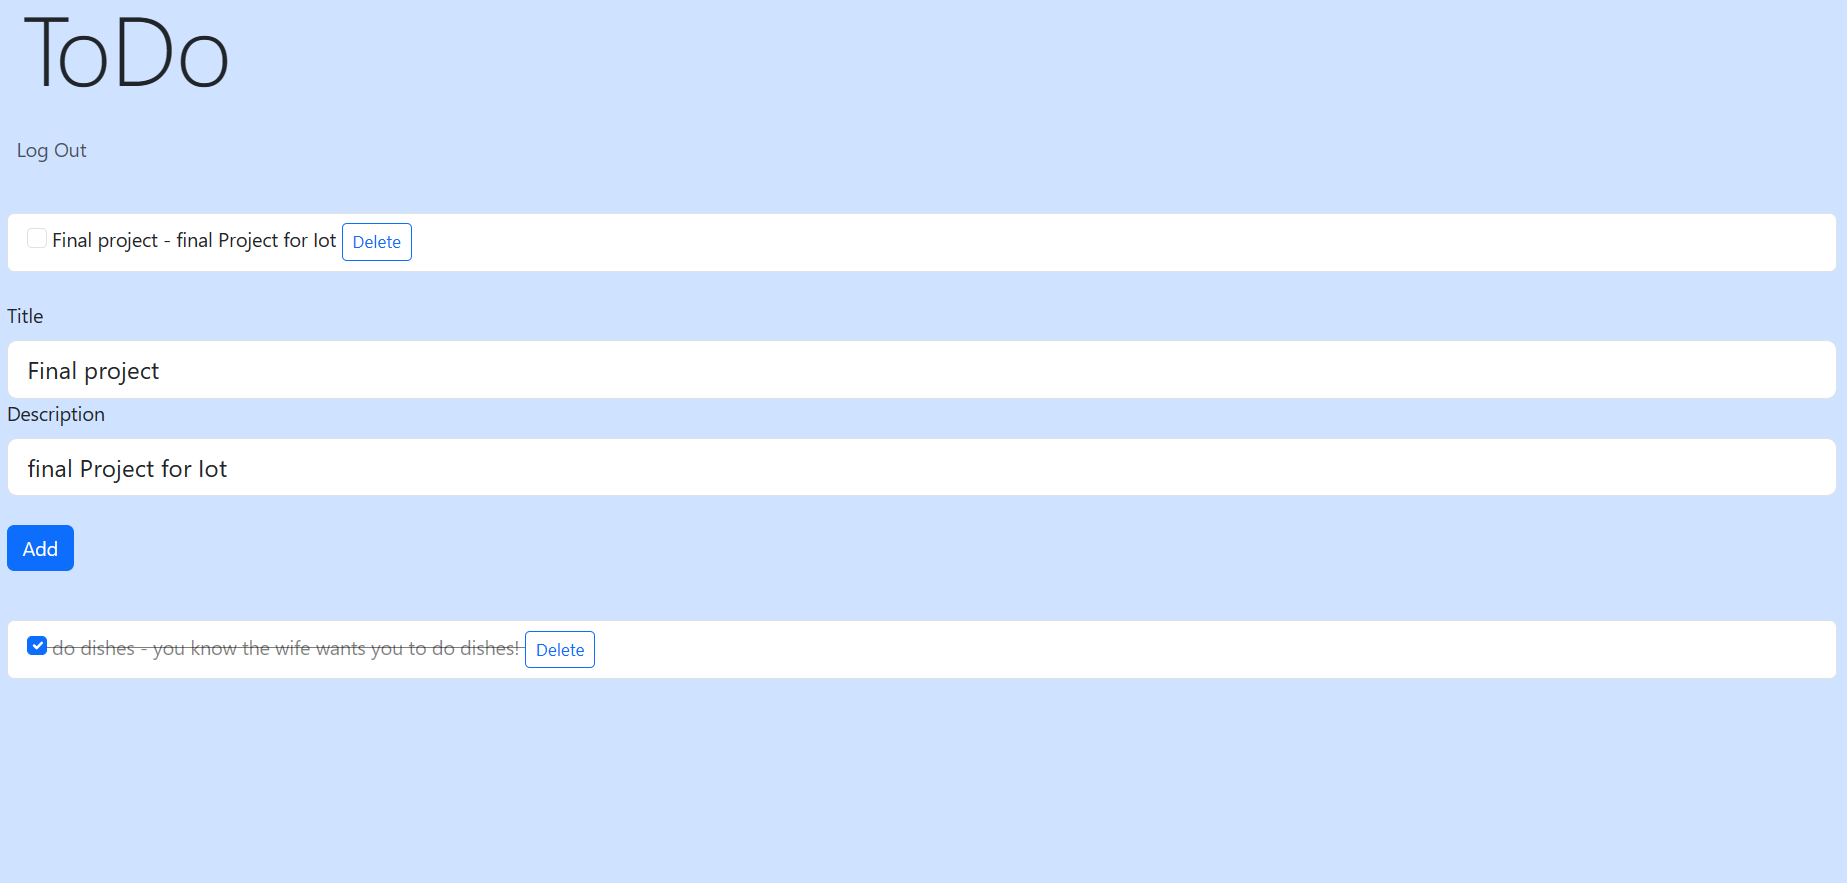 ToDo
Log Out
Final project - final Project for Iot Delete
Title
Final project
Description
final Project for Iot
Add
do dishes - you know the wife wants you to do dishes! Delete